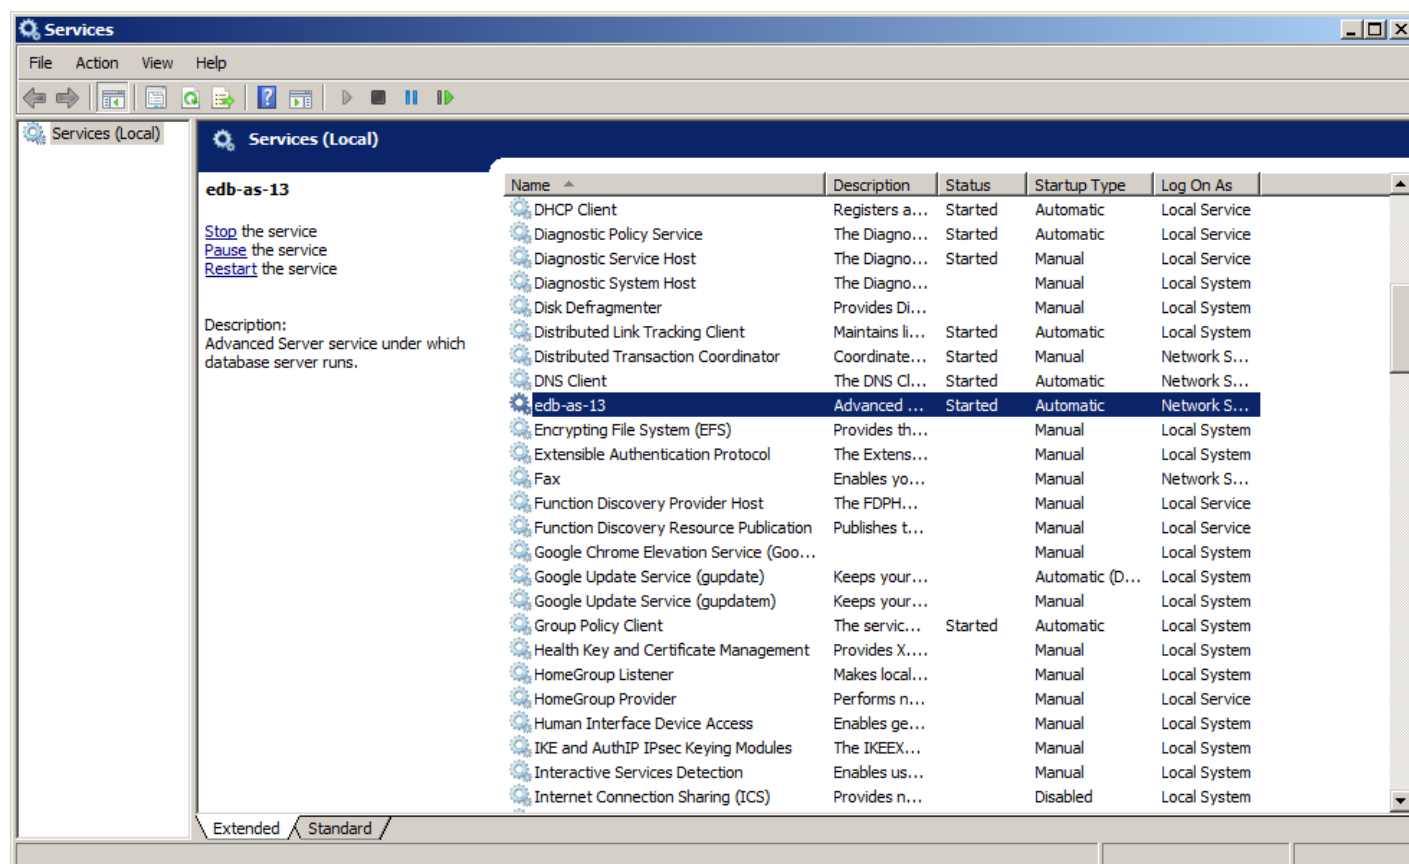 Services
File Action View Help
Services (Local)
Services (Local)
edb-as-13
Stop the service
Pause the service
Restart the service
Description:
Advanced Server service under which
database server runs.
Name Description Status Startup Type Log On As
DHCP Client Registers a... Started Automatic Local Service
Diagnostic Policy Service The Diagno... Started Automatic Local Service
Diagnostic Service Host The Diagno... Started Manual Local Service
Diagnostic System Host The Diagno... Manual Local System
Disk Defragmenter Provides Di... Manual Local System
Distributed Link Tracking Client Maintains li... Started Automatic Local System
Distributed Transaction Coordinator Coordinate... Started Manual Network S...
DNS Client The DNS Cl... Started Automatic Network S...
edb-as-13 Advanced ... Started Automatic Network S...
Encrypting File System (EFS) Provides th... Manual Local System
Extensible Authentication Protocol The Extens... Manual Local System
Fax Enables yo... Manual Network S...
Function Discovery Provider Host The FDPH... Manual Local Service
Function Discovery Resource Publication Publishes t... Manual Local Service
Google Chrome Elevation Service (Goo... Manual Local System
Google Update Service (gupdate) Keeps your... Automatic (D... Local System
Google Update Service (gupdatem) Keeps your... Manual Local System
Group Policy Client The servic... Started Automatic Local System
Health Key and Certificate Management Provides X.... Manual Local System
HomeGroup Listener Makes local... Manual Local System
HomeGroup Provider Performs n... Manual Local Service
Human Interface Device Access Enables ge... Manual Local System
IKE and AuthIP IPsec Keying Modules The IKEEX... Manual Local System
Interactive Services Detection Enables us... Manual Local System
Internet Connection Sharing (ICS) Provides n... Disabled Local System
Extended Standard